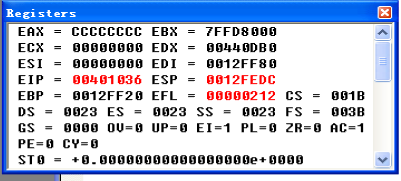 Registers
EAX = CCCCCCCC EBX = 7FFD8000
ECX = 00000000 EDX = 00440DB0
ESI = 00000000 EDI = 0012FF80
EIP = 00401036 ESP = 0012FEDC
EBP = 0012FF20 EFL = 00000212 CS = 001B
DS = 0023 ES = 0023 SS = 0023 FS = 003B
GS = 0000 OV=0 UP=0 EI=1 PL=0 ZR=0 AC=1
PE=0 CY=0
ST0 = +0.00000000000000000e+0000